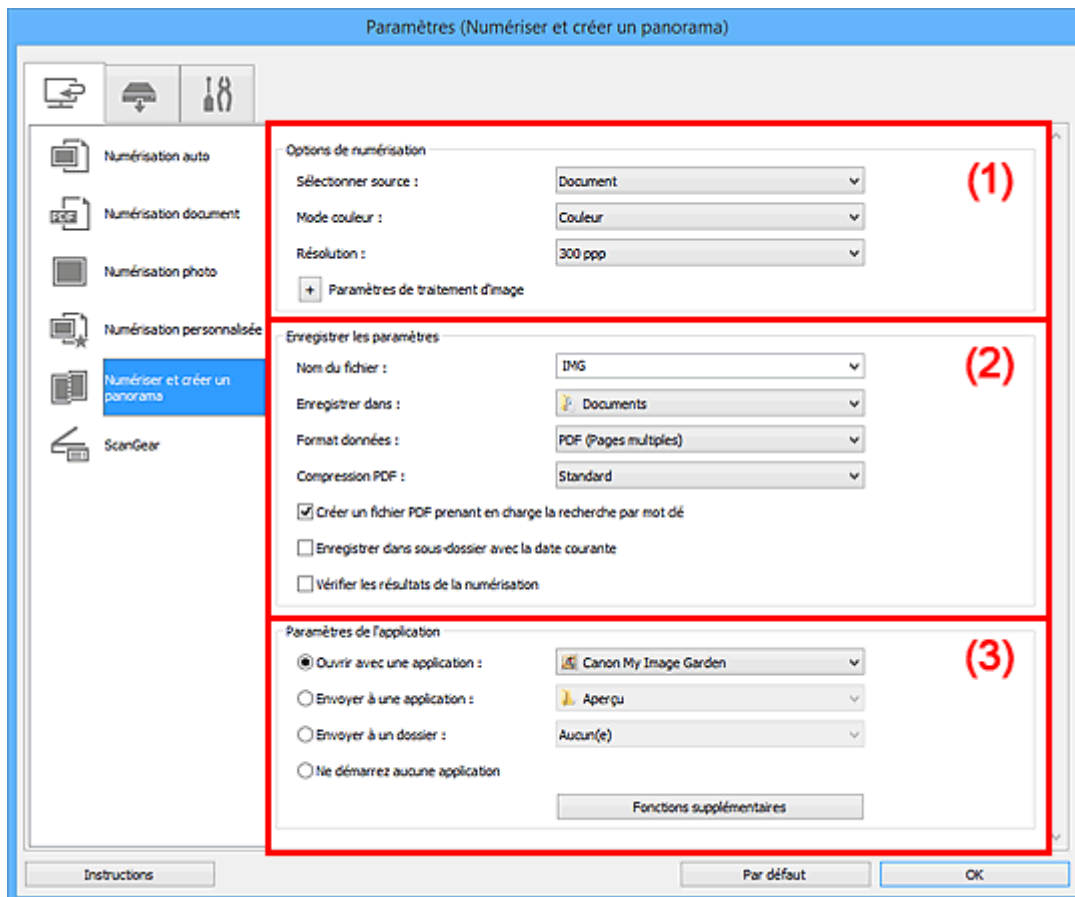 Paramètres (Numériser et créer un panorama)
Numérisation auto
PDF
Numérisation document
Numérisation photo
Numérisation personnalisée
Numériser et créer un
panorama
ScanGear
Options de numérisation
(1)
Sélectionner source :
Document
Mode couleur :
Couleur
Résolution :
300 ppp
+ Paramètres de traitement d'image
Enregistrer les paramètres
(2)
Nom du fichier :
IMG
Enregistrer dans :
Documents
Format données :
PDF (Pages multiples)
Compression PDF :
Standard
Créer un fichier PDF prenant en charge la recherche par mot clé
Enregistrer dans sous-dossier avec la date courante
Vérifier les résultats de la numérisation
Paramètres de l'application
(3)
Ouvrir avec une application :
Canon My Image Garden
Envoyer à une application :
Aperçu
Envoyer à un dossier :
Aucun(e)
Ne démarrez aucune application
Fonctions supplémentaires
Instructions
Par défaut
OK